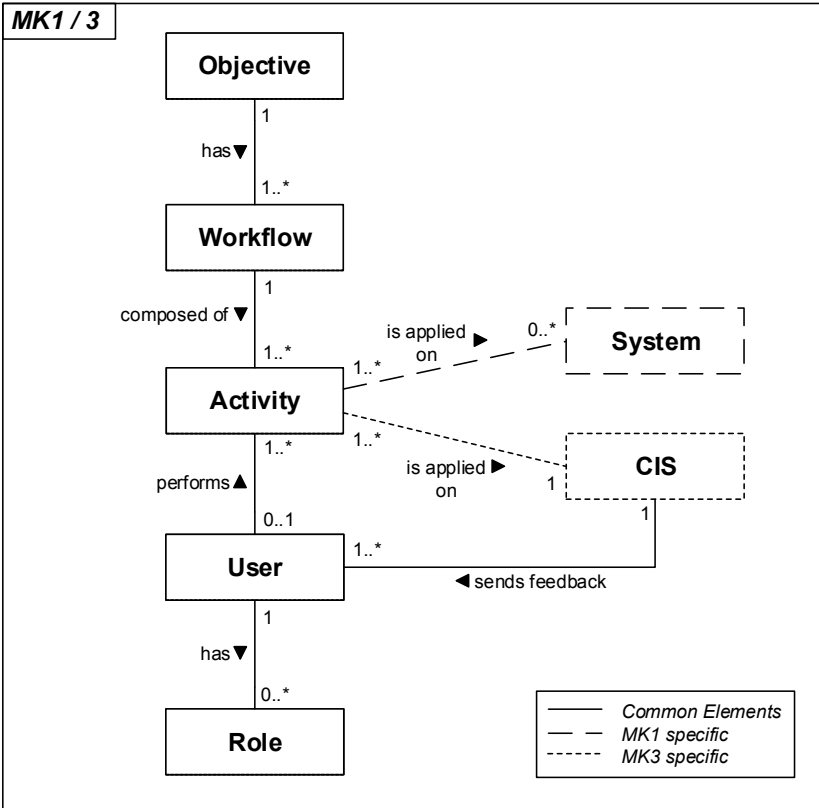 MK1 / 3
Objective
1
has▼
1..*
Workflow
1
composed of ▼
1..*
Activity
is applied ►
on
0..*
1..*
System
1..*
is applied ►
on
1
CIS
1
1..*
performs▲
0..1
User
1..*
◄ sends feedback
1
has▼
0..*
Role
Common Elements
MK1 specific
MK3 specific